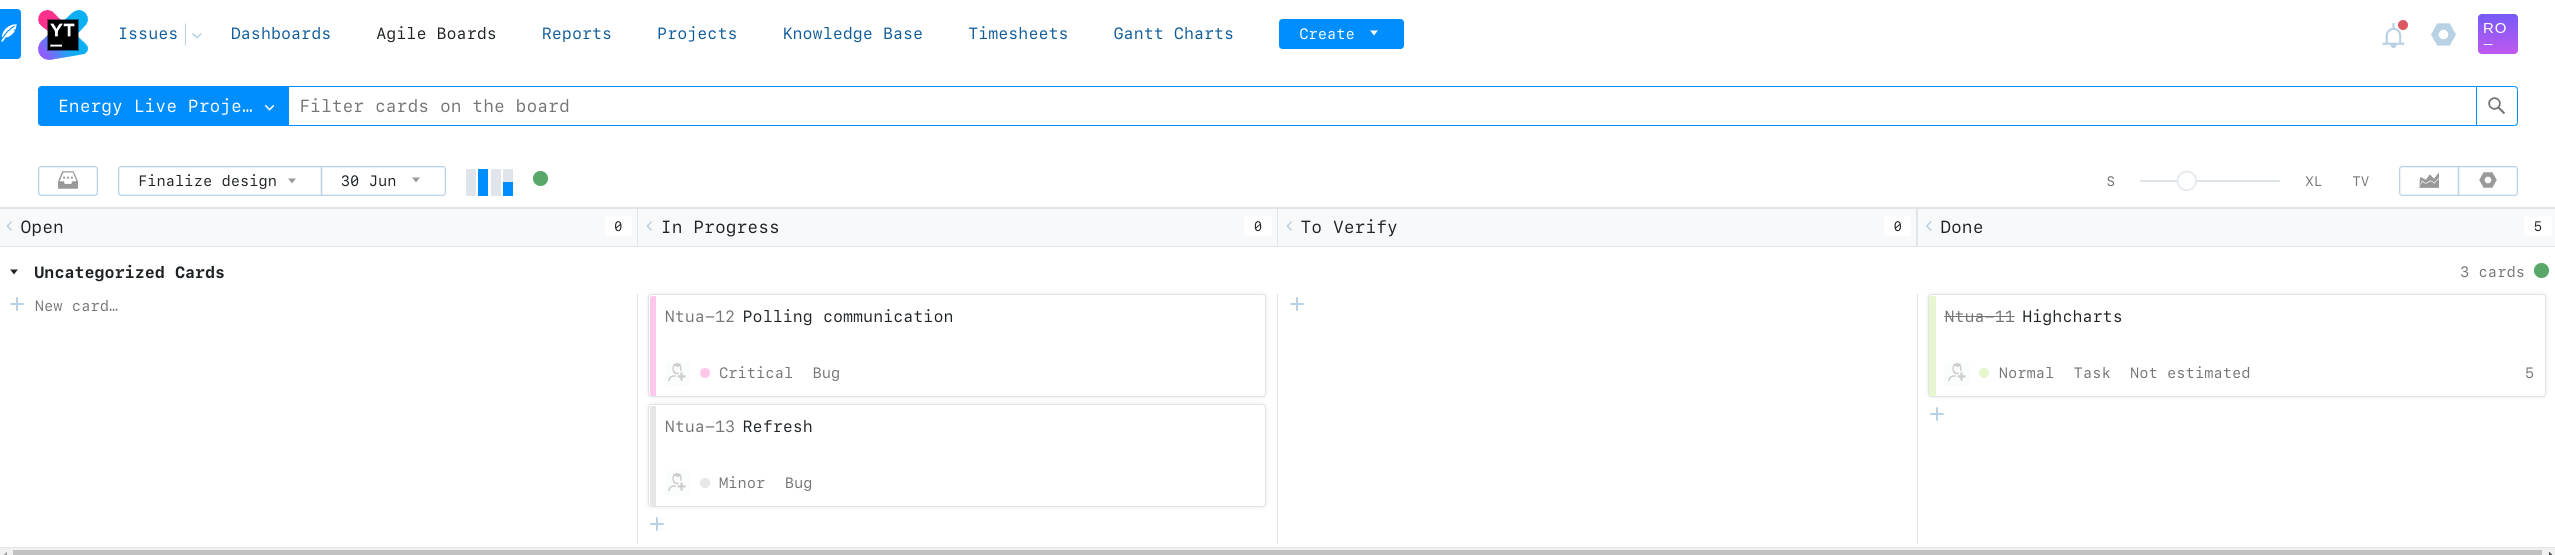 YT Issues Dashboards Agile Boards Reports Projects Knowledge Base Timesheets Gantt Charts Create RO
Energy Live Proje… Filter cards on the board
Finalize design 30 Jun S XL TV
Open 0 In Progress 0 To Verify 0 Done 5
Uncategorized Cards 3 cards
New card…
Ntua-12 Polling communication
Critical Bug
Ntua-13 Refresh
Minor Bug
Ntua-11 Highcharts
Normal Task Not estimated 5